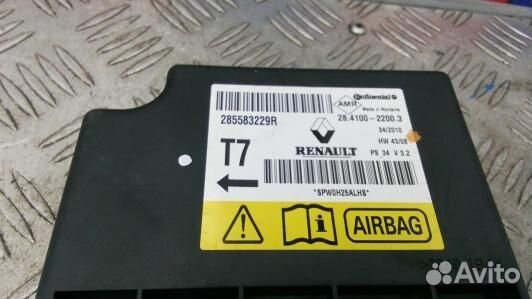 Continental
AMR
Made in Romania
285583229R
28.4100-2200.3
34/2010
HW 43/08
RENAULT
PS 34 V 3.2
T7
*8PW0H26ALHS*
AIRBAG
Avito